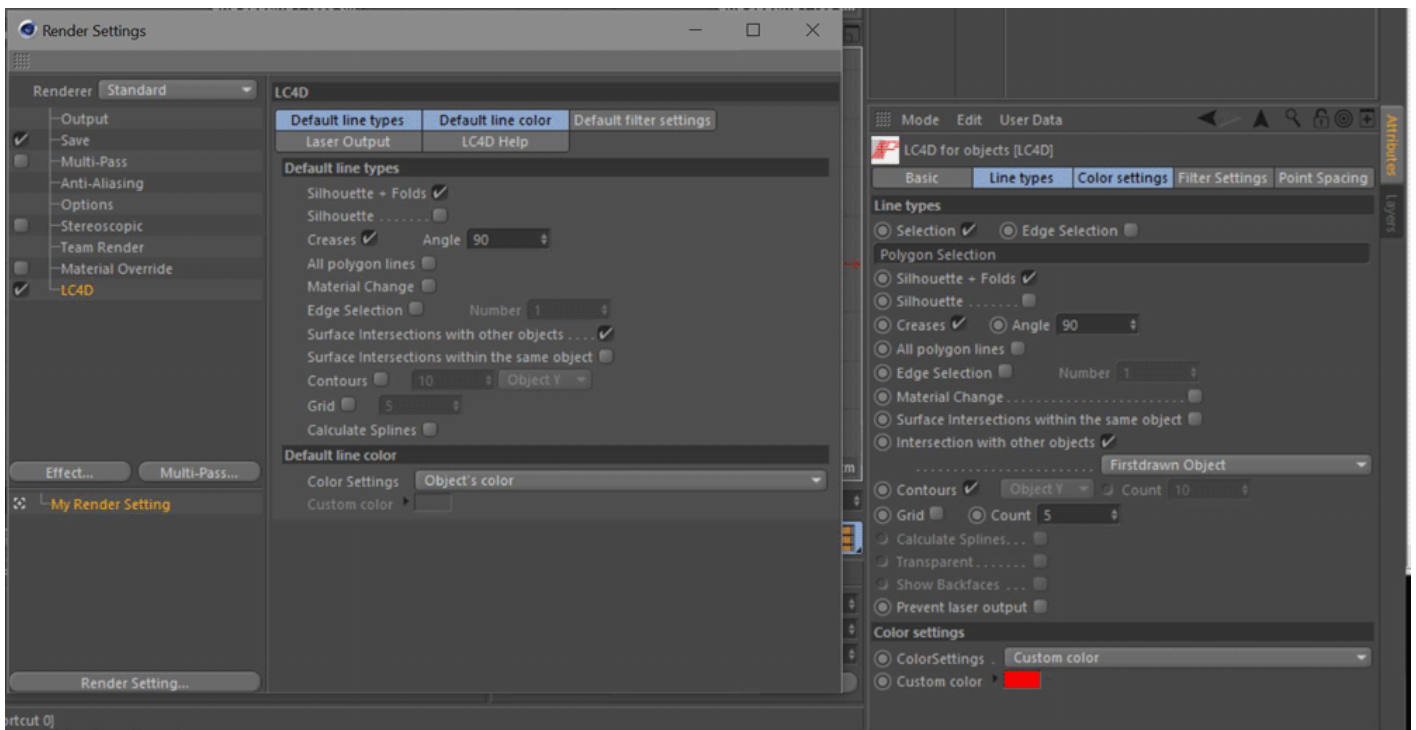 Render Settings
Renderer Standard
Output
Save
Multi-Pass
Anti-Aliasing
Options
Stereoscopic
Team Render
Material Override
LC4D
Effect... Multi-Pass...
My Render Setting
Render Setting...
LC4D
Default line types Default line color Default filter settings
Laser Output LC4D Help
Default line types
Silhouette + Folds
Silhouette . . . . . . .
Creases Angle 90
All polygon lines
Material Change
Edge Selection Number 1
Surface Intersections with other objects . . . .
Surface Intersections within the same object
Contours 10 Object Y
Grid 5
Calculate Splines
Default line color
Color Settings Object's color
Custom color
cm
ortcut 0]
Mode Edit User Data
LC4D for objects [LC4D]
Basic Line types Color settings Filter Settings Point Spacing
Line types
Selection Edge Selection
Polygon Selection
Silhouette + Folds
Silhouette . . . . . . .
Creases Angle 90
All polygon lines
Edge Selection Number 1
Material Change . . . . . . . . . . . . . . . . . . . . . . .
Surface Intersections within the same object
Intersection with other objects
. . . . . . . . . . . . . . . . . . . . . . . Firstdrawn Object
Contours Object Y Count 10
Grid Count 5
Calculate Splines. . .
Transparent . . . . . . .
Show Backfaces . . .
Prevent laser output
Color settings
ColorSettings . Custom color
Custom color
Attributes
Layers